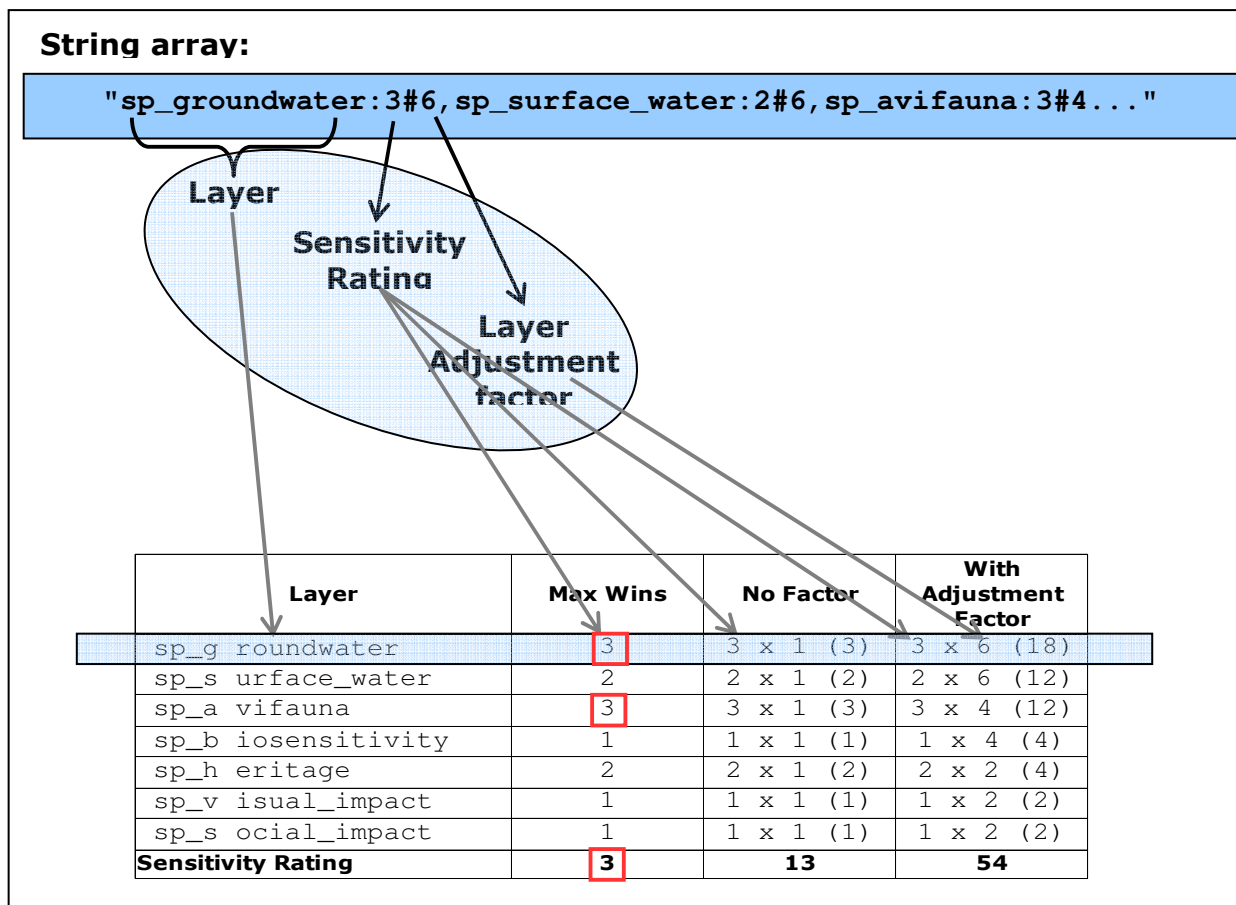 String array:
"sp_groundwater:3#6,sp_surface_water:2#6,sp_avifauna:3#4..."
Layer
Sensitivity
Rating
Layer
Adjustment
factor
Layer Max Wins No Factor With Adjustment Factor
sp_g roundwater 3 3 x 1 (3) 3 x 6 (18)
sp_s urface_water 2 2 x 1 (2) 2 x 6 (12)
sp_a vifauna 3 3 x 1 (3) 3 x 4 (12)
sp_b iosensitivity 1 1 x 1 (1) 1 x 4 (4)
sp_h eritage 2 2 x 1 (2) 2 x 2 (4)
sp_v isual_impact 1 1 x 1 (1) 1 x 2 (2)
sp_s ocial_impact 1 1 x 1 (1) 1 x 2 (2)
Sensitivity Rating 3 13 54